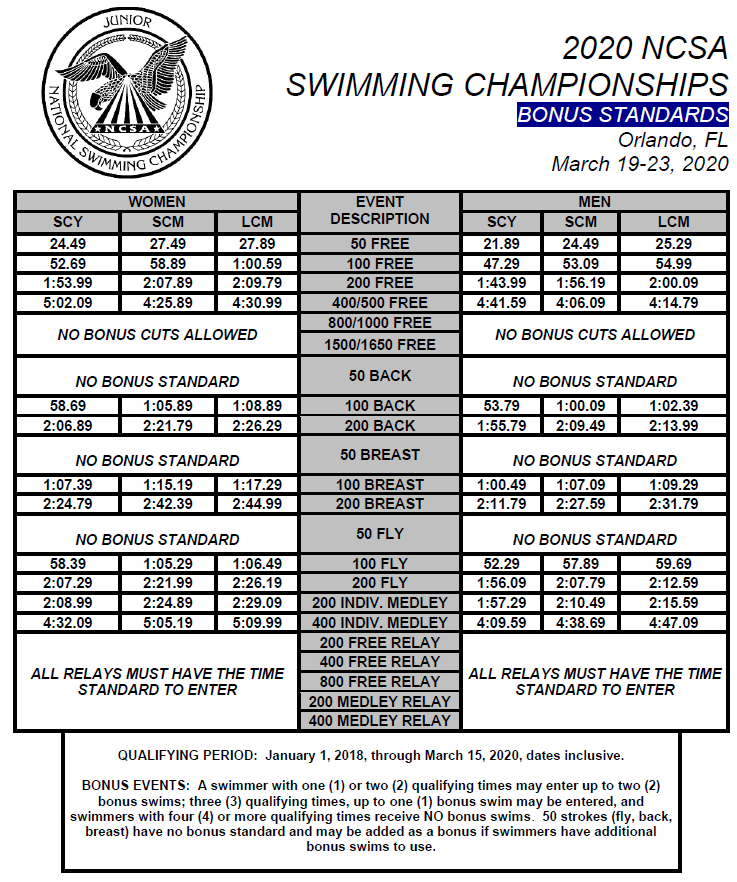 JUNIOR
NATIONAL SWIMMING CHAMPIONSHIP
NCSA
2020 NCSA
SWIMMING CHAMPIONSHIPS
BONUS STANDARDS
Orlando, FL
March 19-23, 2020
WOMEN EVENT DESCRIPTION MEN
SCY SCM LCM SCY SCM LCM
24.49 27.49 27.89 50 FREE 21.89 24.49 25.29
52.69 58.89 1:00.59 100 FREE 47.29 53.09 54.99
1:53.99 2:07.89 2:09.79 200 FREE 1:43.99 1:56.19 2:00.09
5:02.09 4:25.89 4:30.99 400/500 FREE 4:41.59 4:06.09 4:14.79
NO BONUS CUTS ALLOWED 800/1000 FREE NO BONUS CUTS ALLOWED
1500/1650 FREE
NO BONUS STANDARD 50 BACK NO BONUS STANDARD
58.69 1:05.89 1:08.89 100 BACK 53.79 1:00.09 1:02.39
2:06.89 2:21.79 2:26.29 200 BACK 1:55.79 2:09.49 2:13.99
NO BONUS STANDARD 50 BREAST NO BONUS STANDARD
1:07.39 1:15.19 1:17.29 100 BREAST 1:00.49 1:07.09 1:09.29
2:24.79 2:42.39 2:44.99 200 BREAST 2:11.79 2:27.59 2:31.79
NO BONUS STANDARD 50 FLY NO BONUS STANDARD
58.39 1:05.29 1:06.49 100 FLY 52.29 57.89 59.69
2:07.29 2:21.99 2:26.19 200 FLY 1:56.09 2:07.79 2:12.59
2:08.99 2:24.89 2:29.09 200 INDIV. MEDLEY 1:57.29 2:10.49 2:15.59
4:32.09 5:05.19 5:09.99 400 INDIV. MEDLEY 4:09.59 4:38.69 4:47.09
200 FREE RELAY
400 FREE RELAY
ALL RELAYS MUST HAVE THE TIME 800 FREE RELAY ALL RELAYS MUST HAVE THE TIME
STANDARD TO ENTER 200 MEDLEY RELAY STANDARD TO ENTER
400 MEDLEY RELAY
QUALIFYING PERIOD: January 1, 2018, through March 15, 2020, dates inclusive.
BONUS EVENTS: A swimmer with one (1) or two (2) qualifying times may enter up to two (2)
bonus swims; three (3) qualifying times, up to one (1) bonus swim may be entered, and
swimmers with four (4) or more qualifying times receive NO bonus swims. 50 strokes (fly, back,
breast) have no bonus standard and may be added as a bonus if swimmers have additional
bonus swims to use.